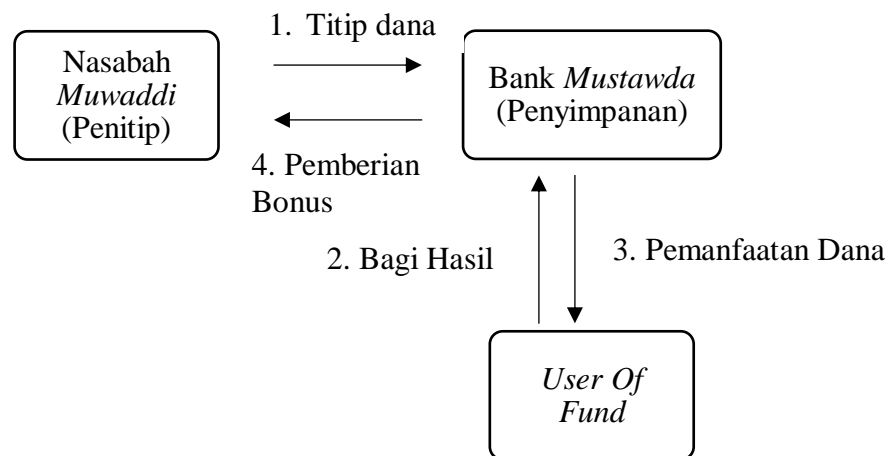 1. Titip dana
Nasabah
Muwaddi
(Penitip)
Bank Mustawda
(Penyimpanan)
4. Pemberian
Bonus
2. Bagi Hasil
3. Pemanfaatan Dana
User Of
Fund